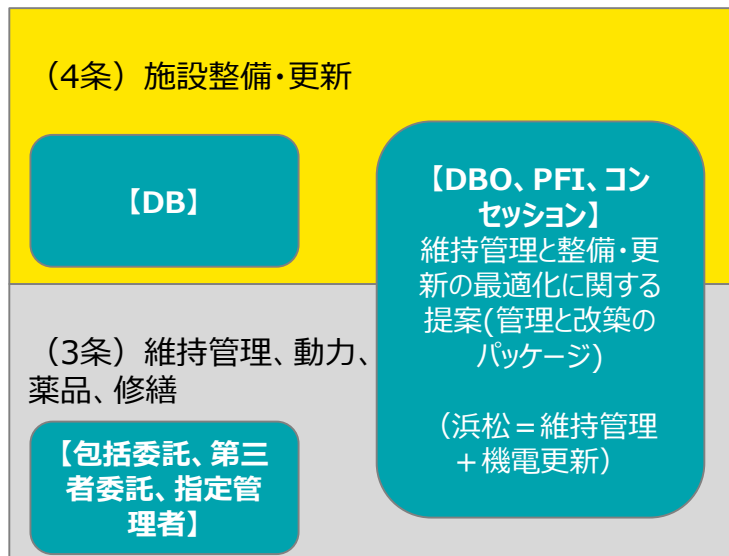 （4条）施設整備・更新
【DB】
【DBO、PFI、コン
セッション】
維持管理と整備・更
新の最適化に関する
提案(管理と改築の
パッケージ)
（浜松＝維持管理
＋機電更新）
（3条）維持管理、動力、
薬品、修繕
【包括委託、第三
者委託、指定管
理者】